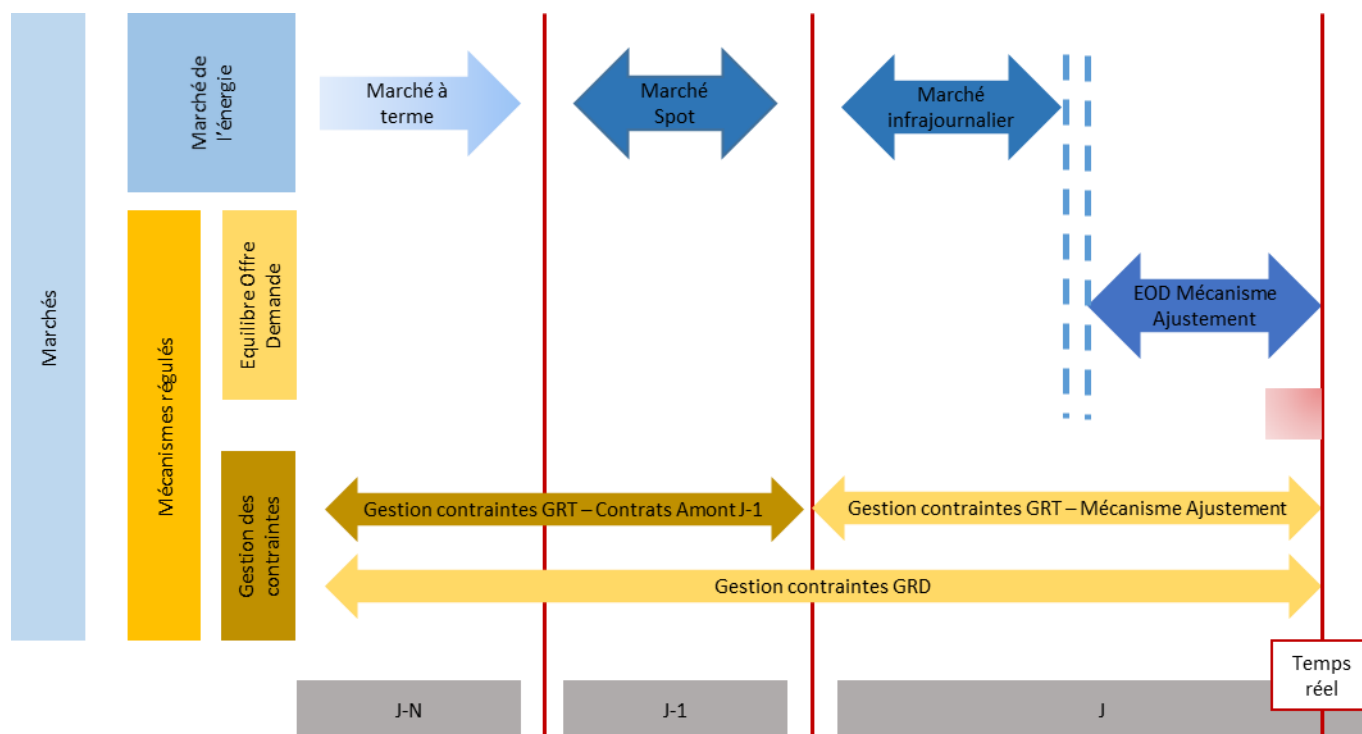 Marchés
Marché de
l'énergie
Mécanismes régulés
Equilibre Offre
Demande
Gestion des
contraintes
Marché à
terme
Marché
Spot
Marché
infrajournalier
EOD Mécanisme
Ajustement
Gestion contraintes GRT – Contrats Amont J-1
Gestion contraintes GRT – Mécanisme Ajustement
Gestion contraintes GRD
Temps
réel
J-N
J-1
J